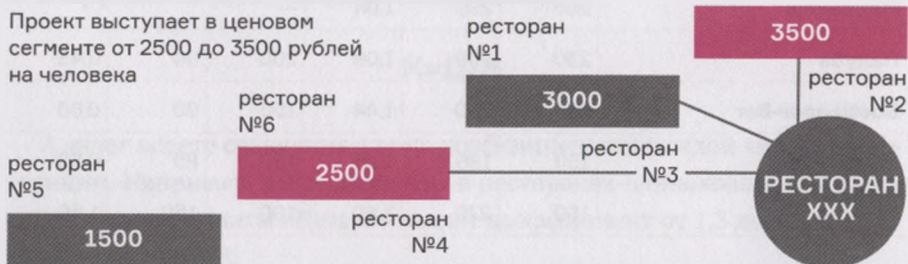 Проект выступает в ценовом
сегменте от 2500 до 3500 рублей
на человека
ресторан
№1
3500
ресторан
№2
ресторан
№6
3000
ресторан
№5
2500
ресторан
№3
РЕСТОРАН
XXX
ресторан
№4
1500